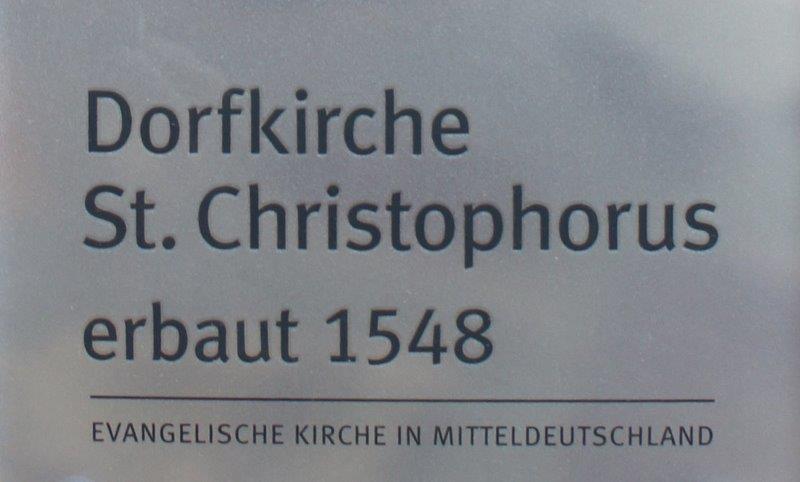 Dorfkirche
St. Christophorus
erbaut 1548
EVANGELISCHE KIRCHE IN MITTELDEUTSCHLAND